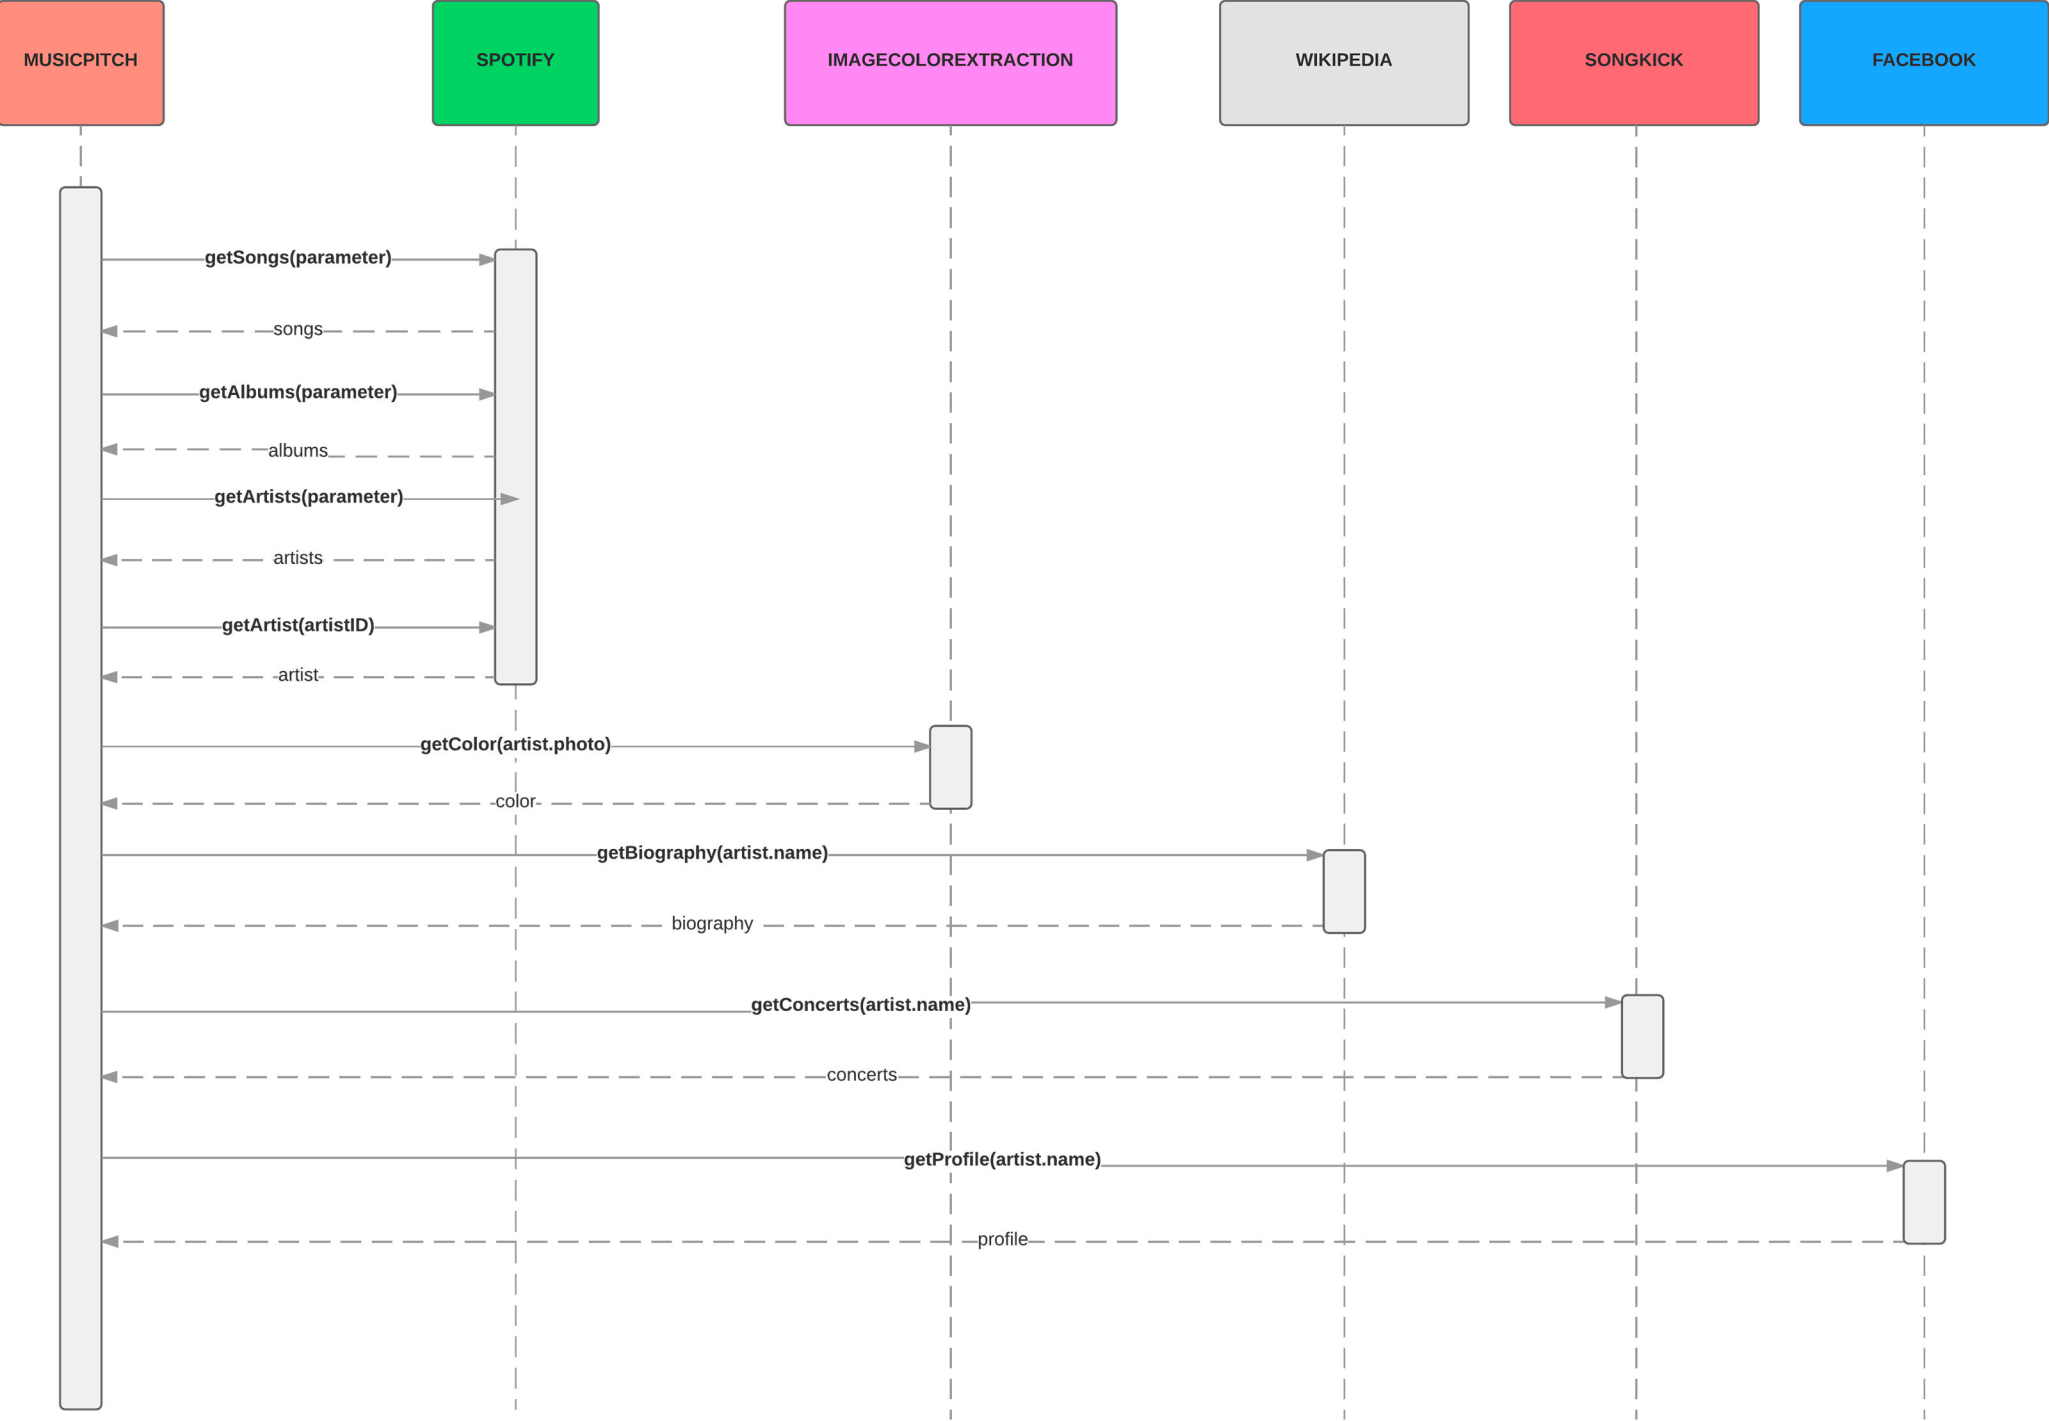 MUSICPITCH
SPOTIFY
IMAGECOLOREXTRACTION
WIKIPEDIA
SONGKICK
FACEBOOK
getSongs(parameter)
songs
getAlbums(parameter)
albums
getArtists(parameter)
artists
getArtist(artistID)
artist
getColor(artist.photo)
color
getBiography(artist.name)
biography
getConcerts(artist.name)
concerts
getProfile(artist.name)
profile